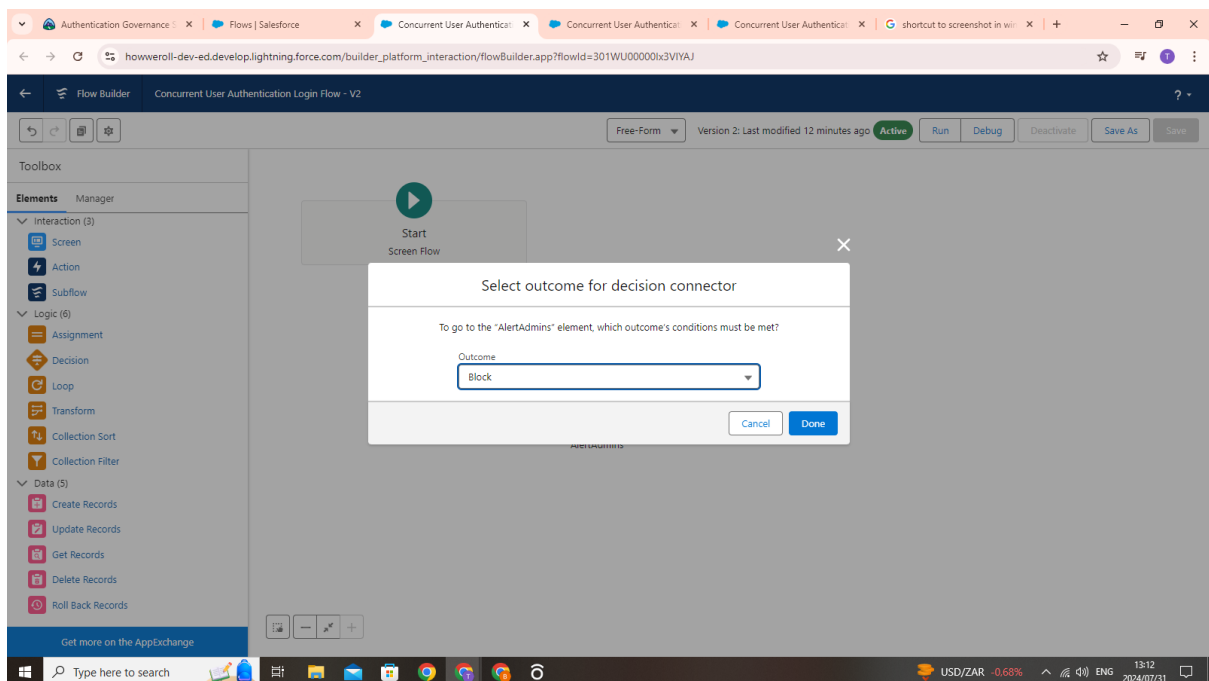 Authentication Governance S
Flows | Salesforce
Concurrent User Authenticati
Concurrent User Authenticati
Concurrent User Authenticati
shortcut to screenshot in win
howweroll-dev-ed.develop.lightning.force.com/builder_platform_interaction/flowBuilder.app?flowId=301WU00000Ix3VIYAJ
T
Flow Builder
Concurrent User Authentication Login Flow - V2
?
Free-Form
Version 2: Last modified 12 minutes ago
Active
Run
Debug
Deactivate
Save As
Save
Toolbox
Elements
Manager
Interaction (3)
Screen
Action
Subflow
Logic (6)
Assignment
Decision
Loop
Transform
Collection Sort
Collection Filter
Data (5)
Create Records
Update Records
Get Records
Delete Records
Roll Back Records
Get more on the AppExchange
Start
Screen Flow
Select outcome for decision connector
To go to the "AlertAdmins" element, which outcome's conditions must be met?
Outcome
Block
Cancel
Done
AlertAdmins
Type here to search
USD/ZAR -0.68%
ENG
13:12
2024/07/31